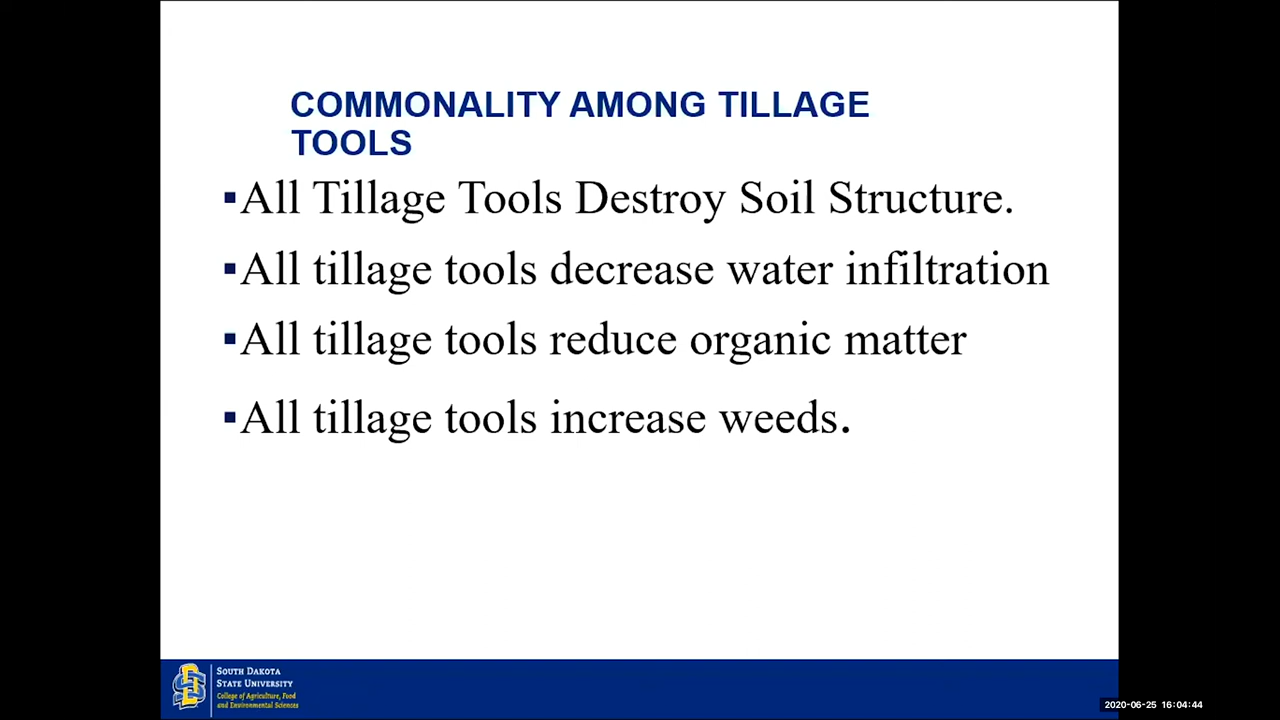 COMMONALITY AMONG TILLAGE
TOOLS
▪All Tillage Tools Destroy Soil Structure.
▪All tillage tools decrease water infiltration
▪All tillage tools reduce organic matter
▪All tillage tools increase weeds.
SOUTH DAKOTA
STATE UNIVERSITY
College of Agriculture, Food
and Environmental Sciences
2020-06-25 16:04:44